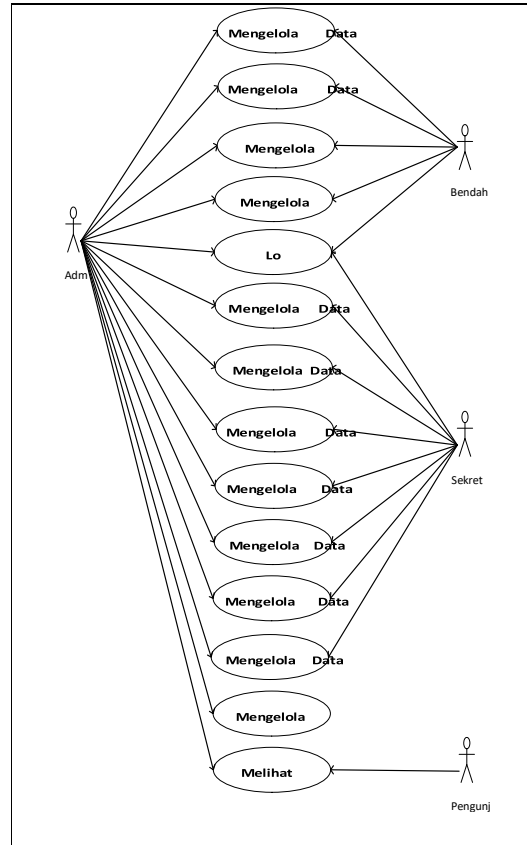 Mengelola Data
Mengelola Data
Mengelola
Bendah
Mengelola
Adm
Lo
Mengelola Data
Mengelola Data
Mengelola Data
Sekret
Mengelola Data
Mengelola Data
Mengelola Data
Mengelola Data
Mengelola
Melihat
Pengunj